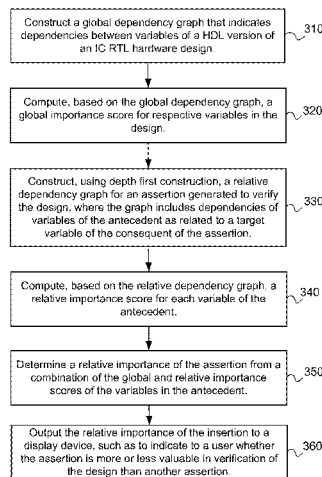 Construct a global dependency graph that indicates
dependencies between variables of a HDL version of
an IC RTL hardware design.
310
Compute, based on the global dependency graph, a
global importance score for respective variables in the
design.
320
Construct, using depth first construction, a relative
dependency graph for an assertion generated to verify
the design, where the graph includes dependencies of
variables of the antecedent as related to a target
variable of the consequent of the assertion.
330
Compute, based on the relative dependency graph, a
relative importance score for each variable of the
antecedent.
340
Determine a relative importance of the assertion from a
combination of the global and relative importance
scores of the variables in the antecedent.
350
Output the relative importance of the insertion to a
display device, such as to indicate to a user whether
the assertion is more or less valuable in verification of
the design than another assertion.
360